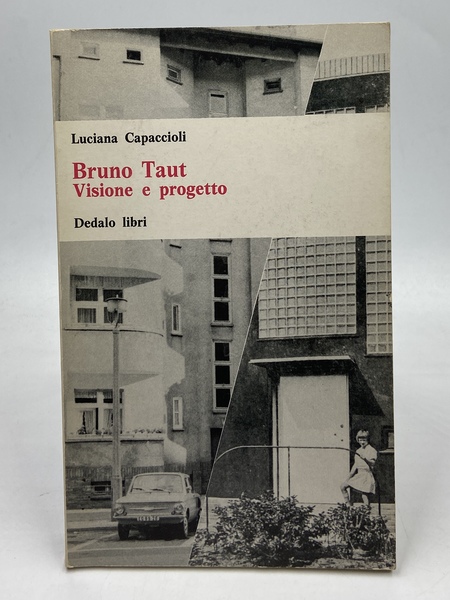 Luciana Capaccioli
Bruno Taut
Visione e progetto
Dedalo libri